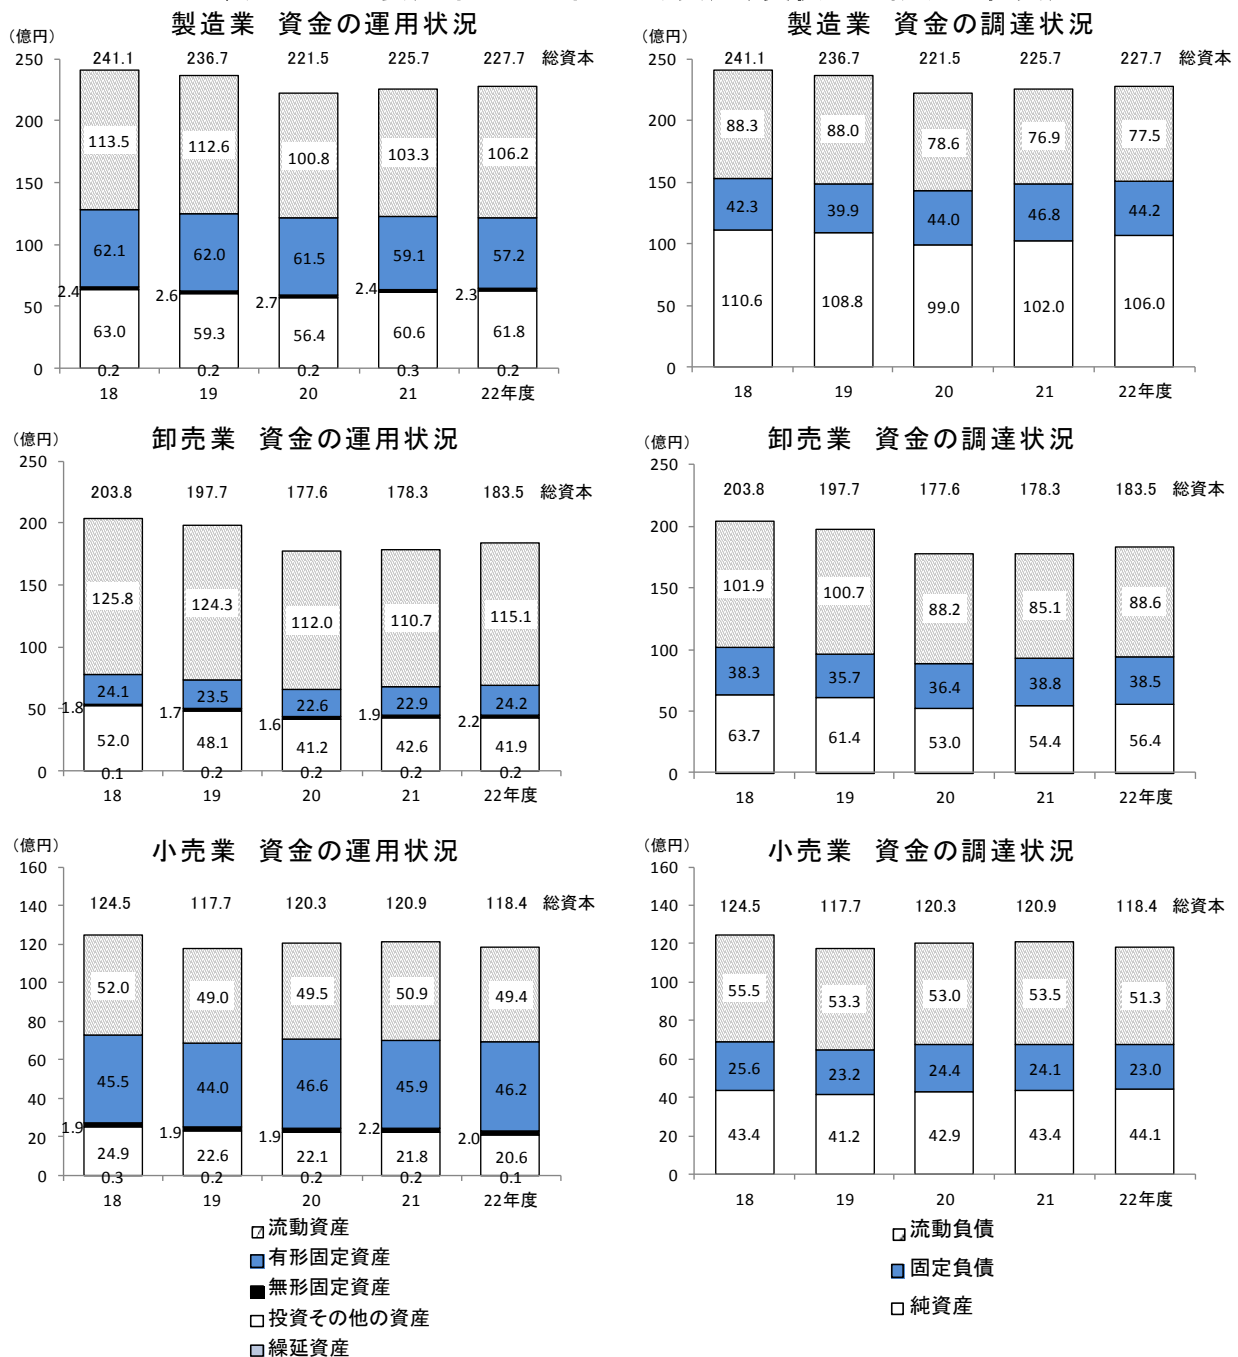 製造業 資金の運用状況
（億円）
241.1 236.7 221.5 225.7 227.7 総資本
250
200
150
100
50
0
113.5 112.6 100.8 103.3 106.2
62.1 62.0 61.5 59.1 57.2
2.4 2.6 2.7 2.4 2.3
63.0 59.3 56.4 60.6 61.8
0.2 0.2 0.2 0.3 0.2
18 19 20 21 22年度
製造業 資金の調達状況
（億円）
241.1 236.7 221.5 225.7 227.7 総資本
250
200
150
100
50
0
88.3 88.0 78.6 76.9 77.5
42.3 39.9 44.0 46.8 44.2
110.6 108.8 99.0 102.0 106.0
18 19 20 21 22年度
卸売業 資金の運用状況
（億円）
250
200
150
100
50
0
203.8 197.7 177.6 178.3 183.5 総資本
125.8 124.3 112.0 110.7 115.1
24.1 23.5 22.6 22.9 24.2
1.8 1.7 1.6 1.9 2.2
52.0 48.1 41.2 42.6 41.9
0.1 0.2 0.2 0.2 0.2
18 19 20 21 22年度
卸売業 資金の調達状況
（億円）
250
200
150
100
50
0
203.8 197.7 177.6 178.3 183.5 総資本
101.9 100.7 88.2 85.1 88.6
38.3 35.7 36.4 38.8 38.5
63.7 61.4 53.0 54.4 56.4
18 19 20 21 22年度
小売業 資金の運用状況
（億円）
160
140
120
100
80
60
40
20
0
124.5 117.7 120.3 120.9 118.4 総資本
52.0 49.0 49.5 50.9 49.4
45.5 44.0 46.6 45.9 46.2
1.9 1.9 1.9 2.2 2.0
24.9 22.6 22.1 21.8 20.6
0.3 0.2 0.2 0.2 0.1
18 19 20 21 22年度
流動資産
有形固定資産
無形固定資産
投資その他の資産
繰延資産
小売業 資金の調達状況
（億円）
160
140
120
100
80
60
40
20
0
124.5 117.7 120.3 120.9 118.4 総資本
55.5 53.3 53.0 53.5 51.3
25.6 23.2 24.4 24.1 23.0
43.4 41.2 42.9 43.4 44.1
18 19 20 21 22年度
流動負債
固定負債
純資産